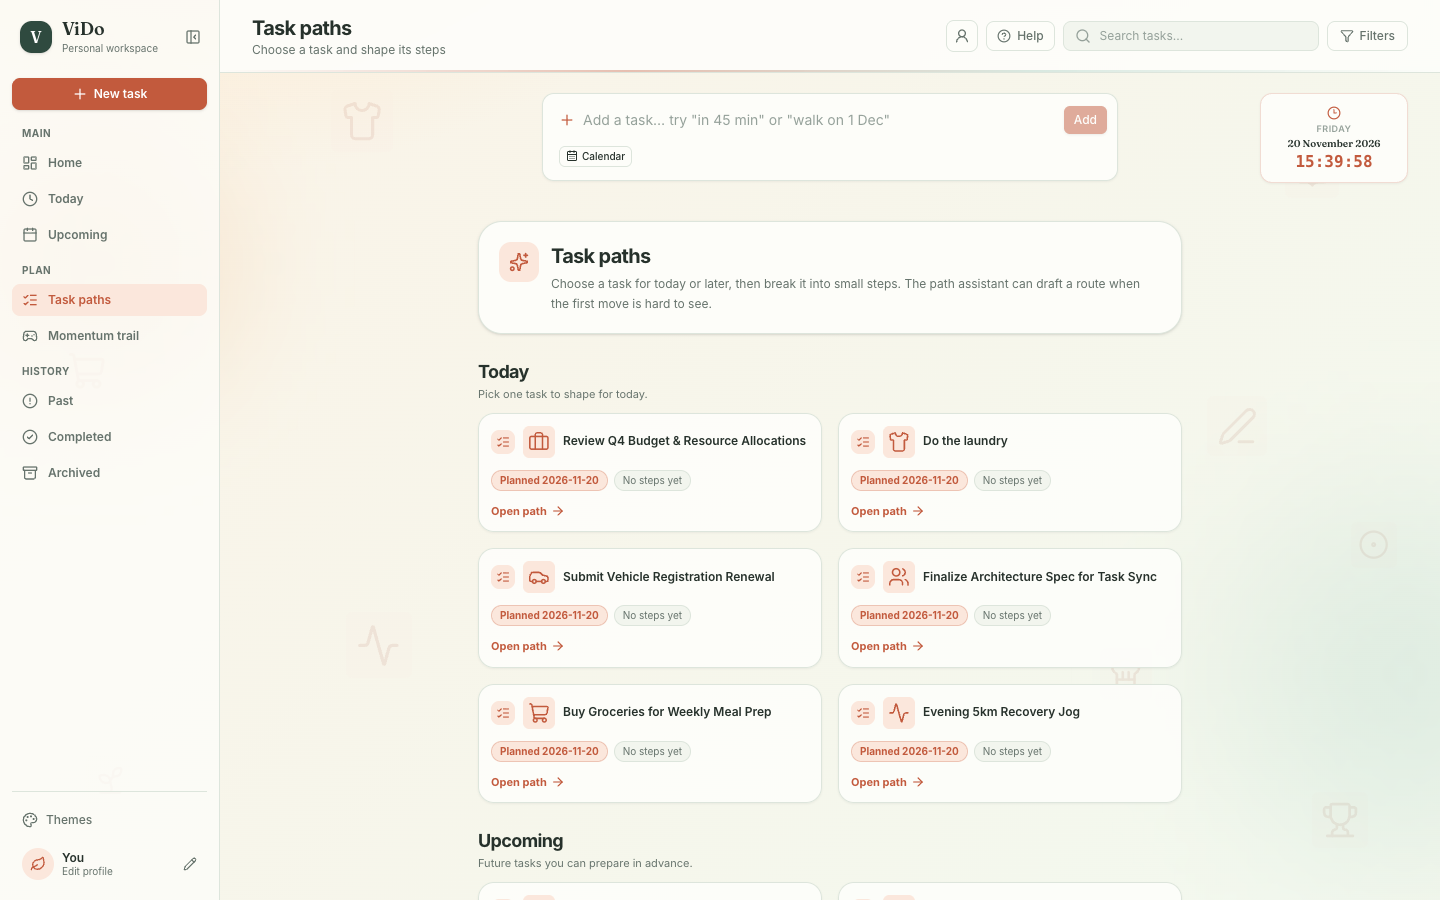 V
ViDo
Personal workspace
New task
MAIN
Home
Today
Upcoming
PLAN
Task paths
Momentum trail
HISTORY
Past
Completed
Archived
Themes
You
Edit profile
Task paths
Choose a task and shape its steps
Help
Search tasks...
Filters
Add a task... try "in 45 min" or "walk on 1 Dec"
Add
Calendar
FRIDAY
20 November 2026
15:39:58
Task paths
Choose a task for today or later, then break it into small steps. The path assistant can draft a route when
the first move is hard to see.
Today
Pick one task to shape for today.
Review Q4 Budget & Resource Allocations
Planned 2026-11-20
No steps yet
Open path
Do the laundry
Planned 2026-11-20
No steps yet
Open path
Submit Vehicle Registration Renewal
Planned 2026-11-20
No steps yet
Open path
Finalize Architecture Spec for Task Sync
Planned 2026-11-20
No steps yet
Open path
Buy Groceries for Weekly Meal Prep
Planned 2026-11-20
No steps yet
Open path
Evening 5km Recovery Jog
Planned 2026-11-20
No steps yet
Open path
Upcoming
Future tasks you can prepare in advance.